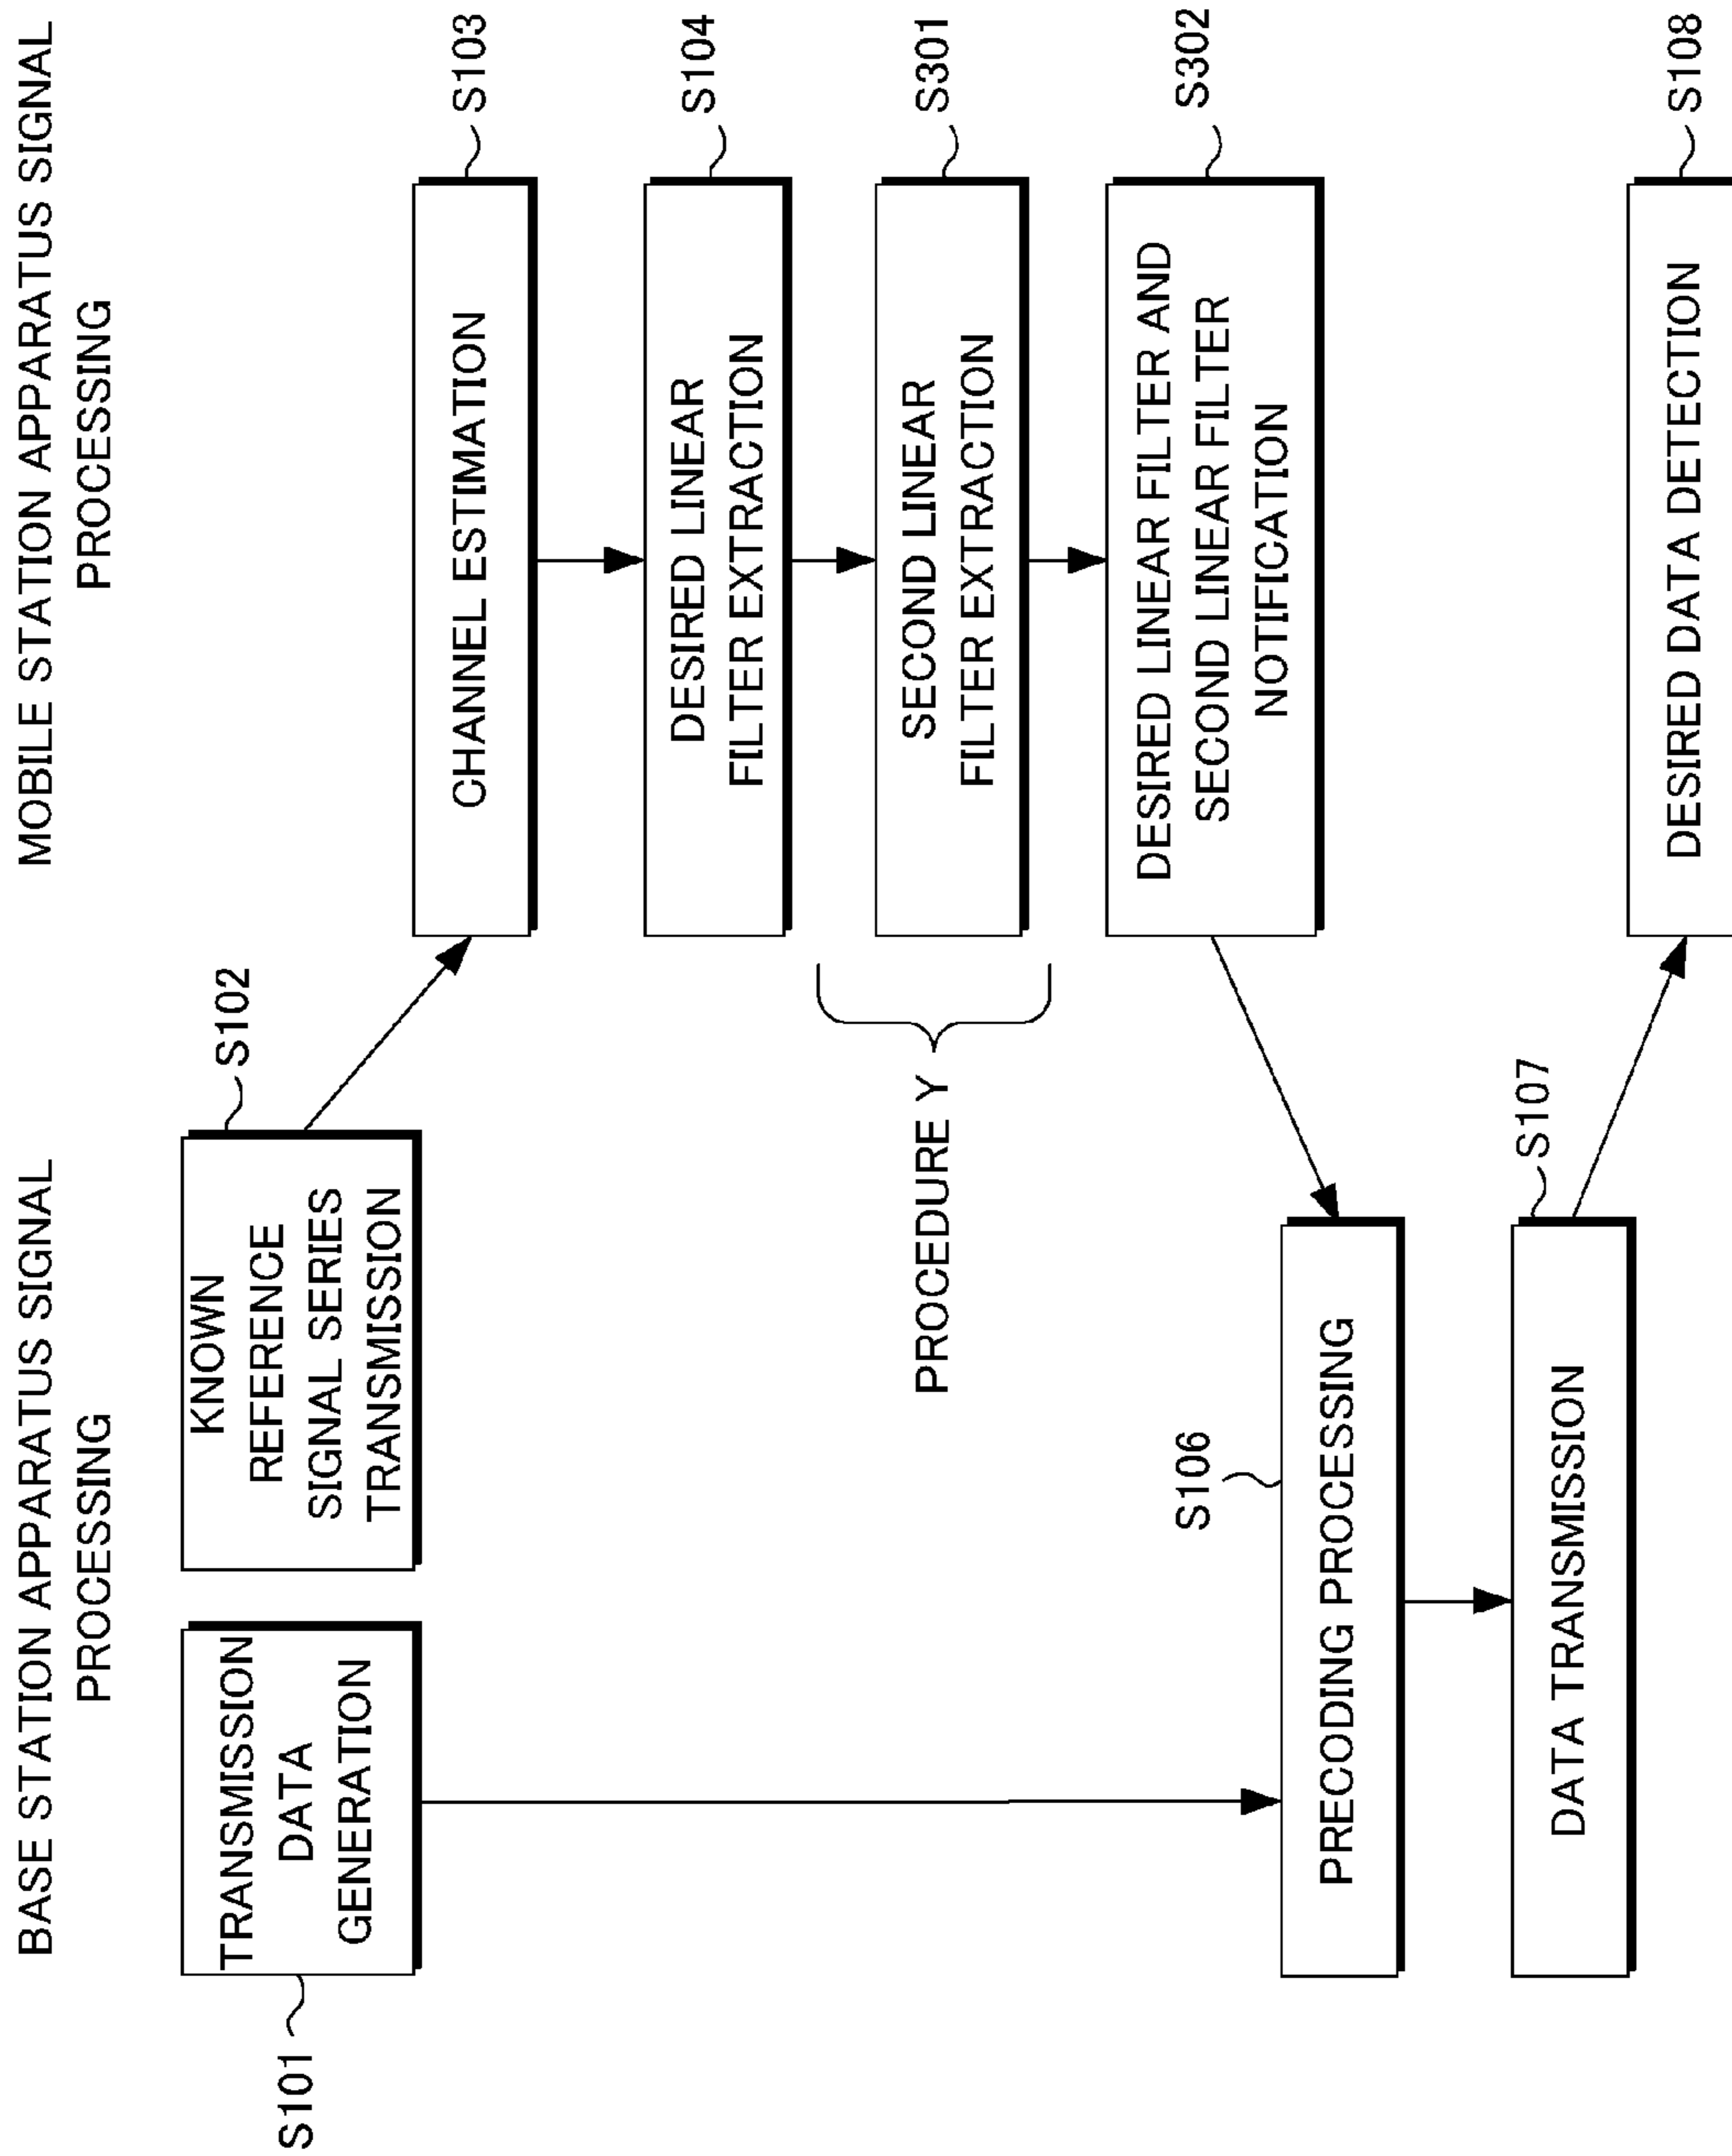 BASE STATION APPARATUS SIGNAL
PROCESSING
MOBILE STATION APPARATUS SIGNAL
PROCESSING
S101
TRANSMISSION
DATA
GENERATION
KNOWN
REFERENCE
SIGNAL SERIES
TRANSMISSION
S102
CHANNEL ESTIMATION
S103
DESIRED LINEAR
FILTER EXTRACTION
S104
PROCEDURE Y
SECOND LINEAR
FILTER EXTRACTION
S301
DESIRED LINEAR FILTER AND
SECOND LINEAR FILTER
NOTIFICATION
S302
S106
PRECODING PROCESSING
S107
DATA TRANSMISSION
DESIRED DATA DETECTION
S108